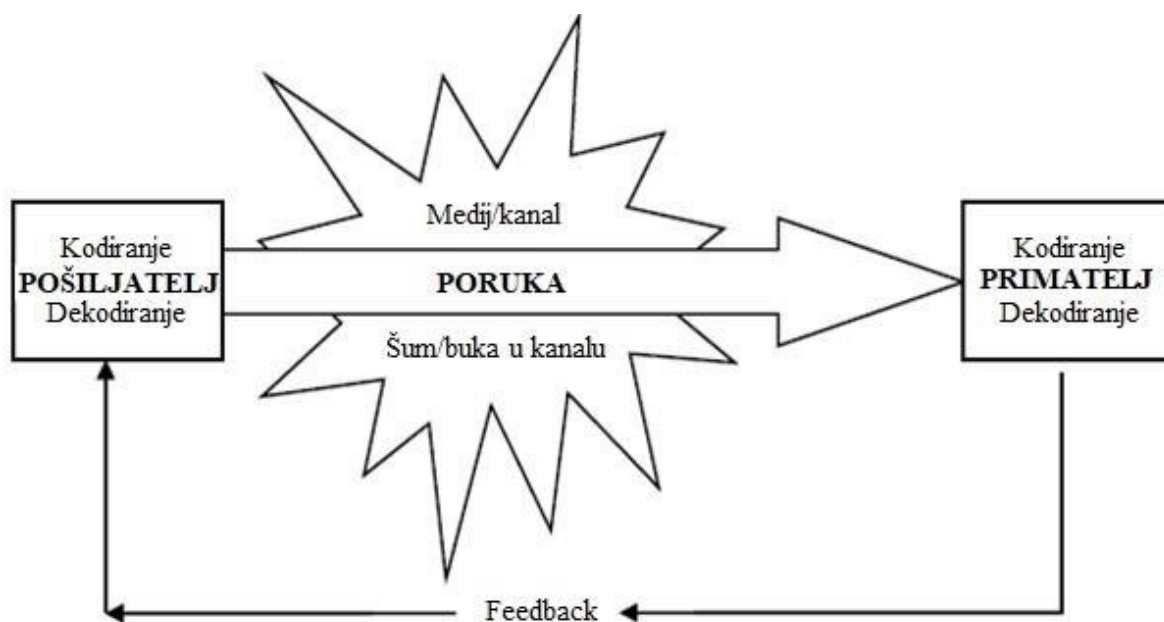 Kodiranje
POŠILJATELJ
Dekodiranje
Medij/kanal
PORUKA
Šum/buka u kanalu
Kodiranje
PRIMATELJ
Dekodiranje
Feedback